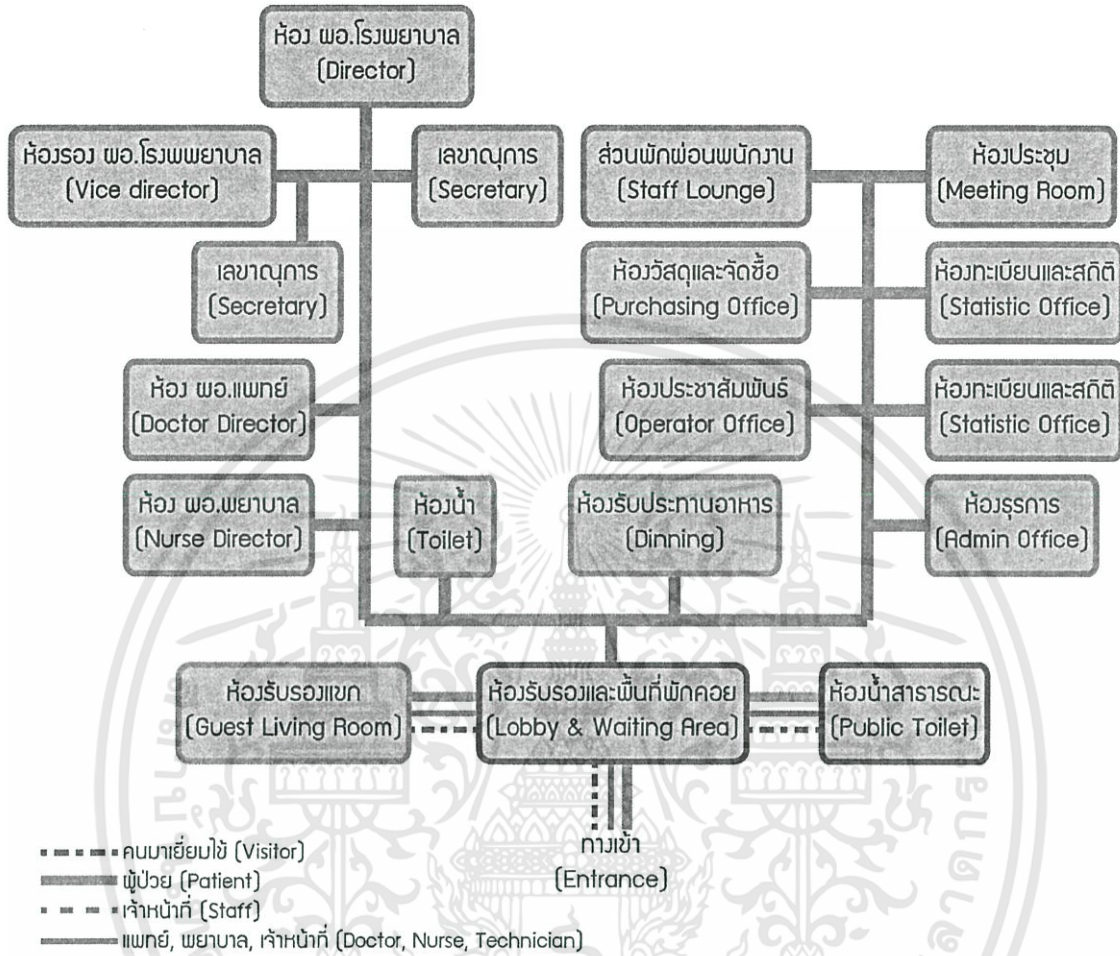 ห้อง ผอ.โรงพยาบาล
(Director)
ห้องรอง ผอ.โรงพพยาบาล
(Vice director)
เลขาณุการ
(Secretary)
ส่วนพักผ่อนพนักงาน
(Staff Lounge)
ห้องประชุม
(Meeting Room)
เลขาณุการ
(Secretary)
ห้องวัสดุและจัดซื้อ
(Purchasing Office)
ห้องทะเบียนและสถิติ
(Statistic Office)
ห้อง ผอ.แพทย์
(Doctor Director)
ห้องประชาสัมพันธ์
(Operator Office)
ห้องทะเบียนและสถิติ
(Statistic Office)
ห้อง ผอ.พยาบาล
(Nurse Director)
ห้องน้ำ
(Toilet)
ห้องรับประทานอาหาร
(Dinning)
ห้องธุรการ
(Admin Office)
ห้องรับรองแขก
(Guest Living Room)
ห้องรับรองและพื้นที่พักคอย
(Lobby & Waiting Area)
ห้องน้ำสาธารณะ
(Public Toilet)
ทางเข้า
(Entrance)
คนมาเยี่ยมไข้ (Visitor)
ผู้ป่วย (Patient)
เจ้าหน้าที่ (Staff)
แพทย์, พยาบาล, เจ้าหน้าที่ (Doctor, Nurse, Technician)